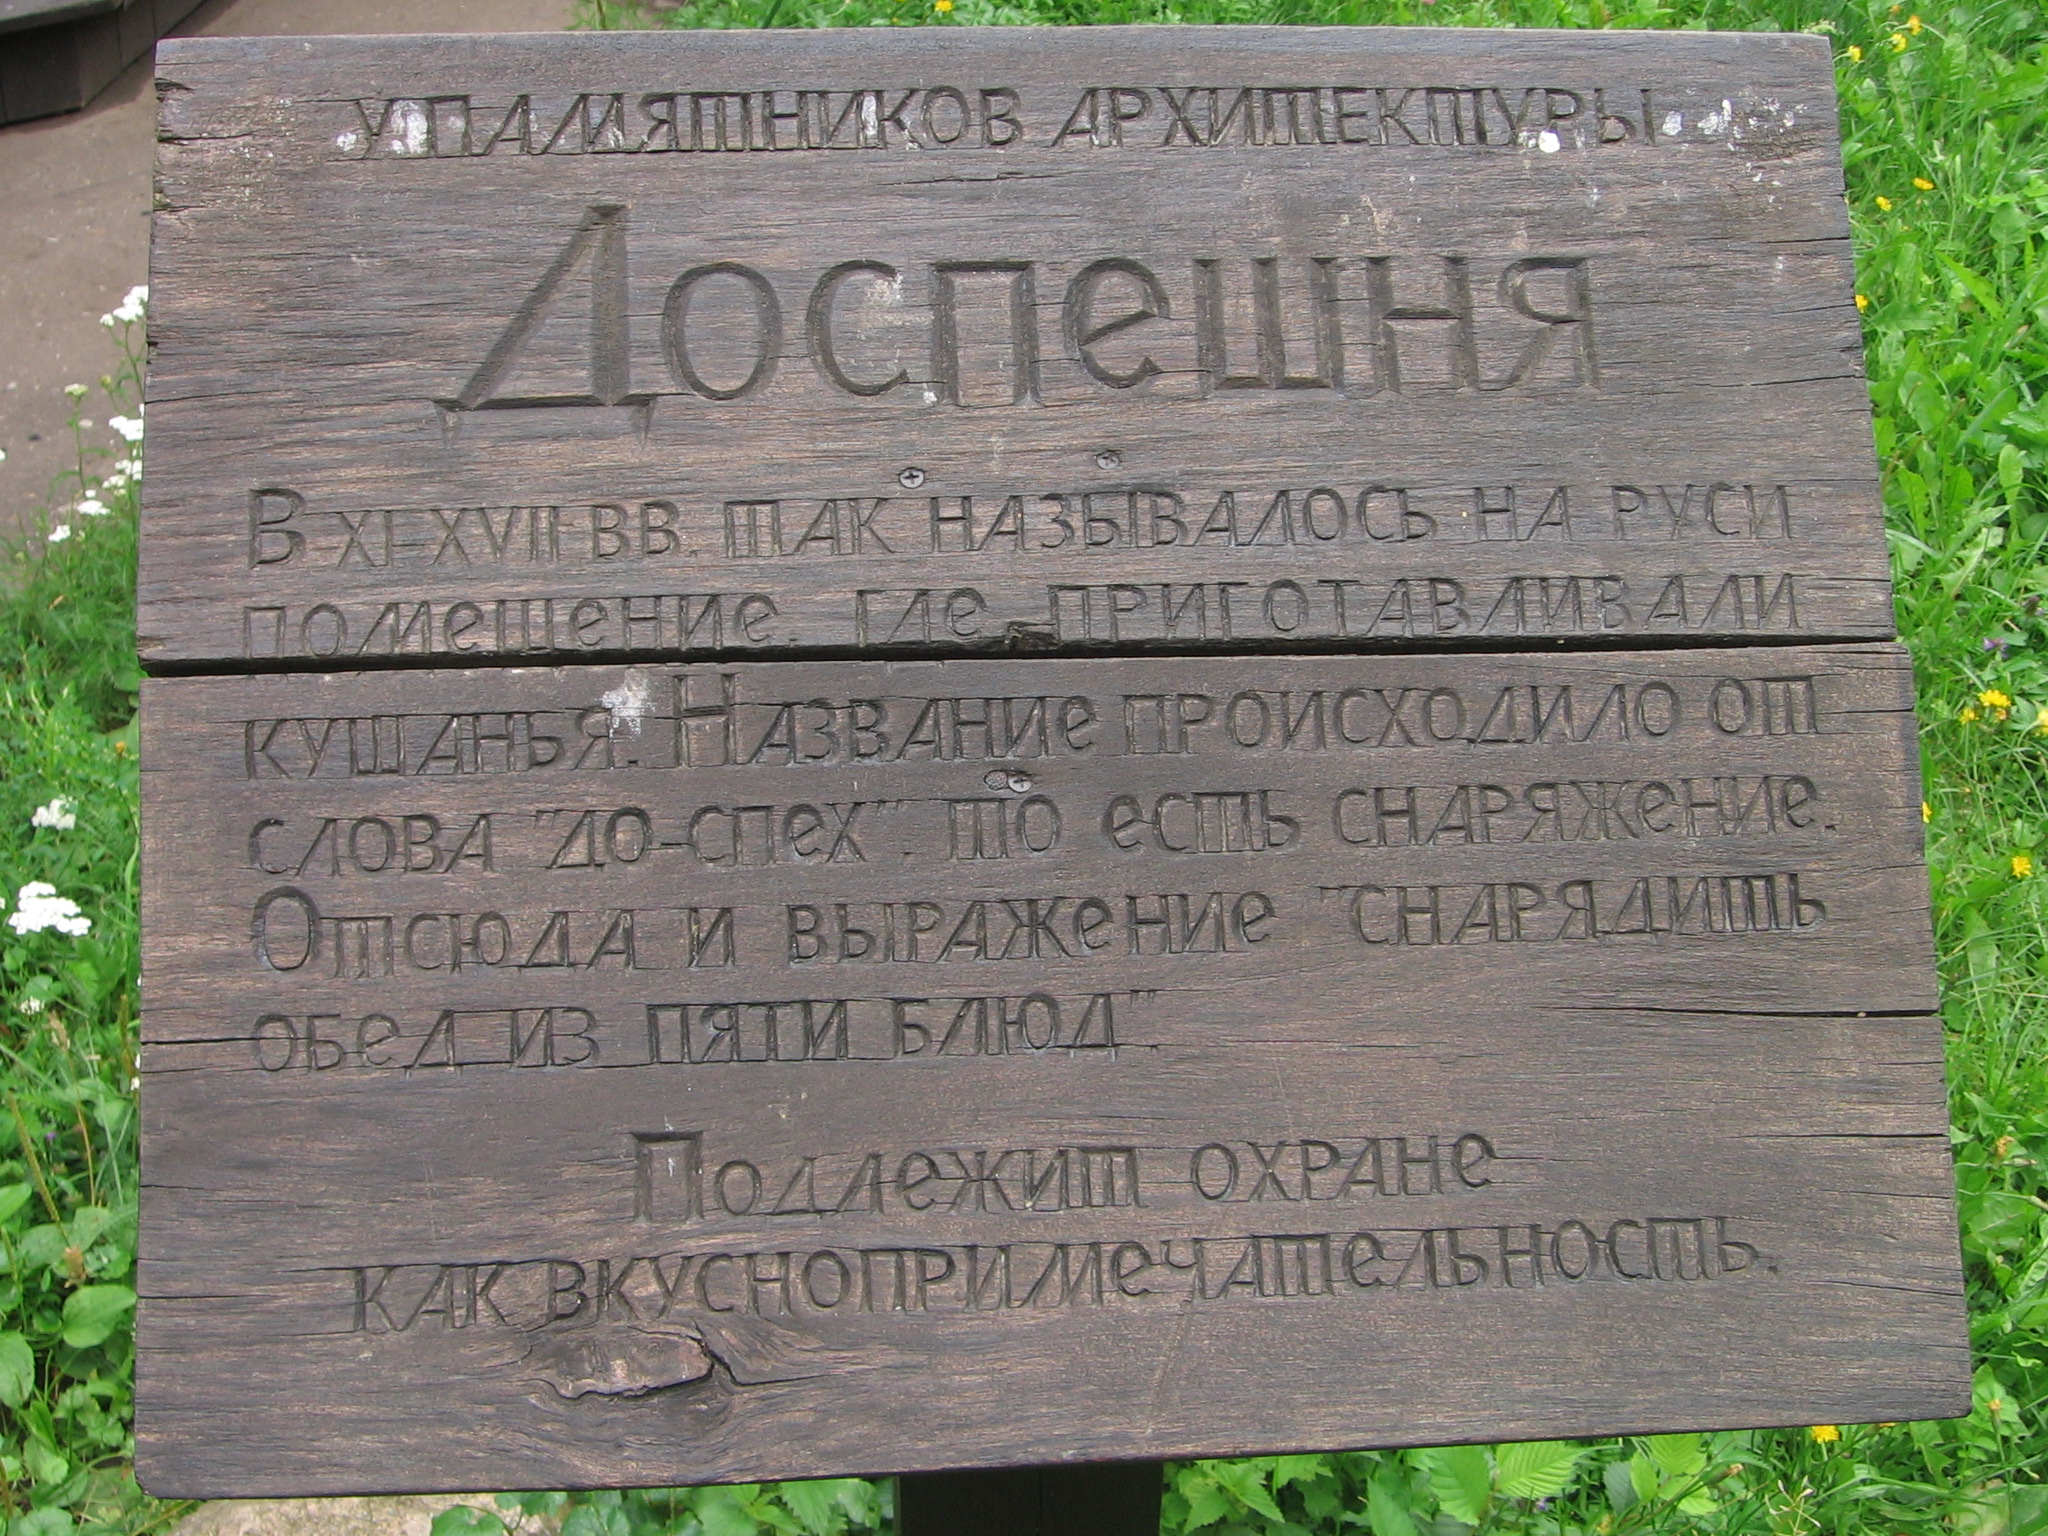 У ПАМЯТНИКОВ АРХИТЕКТУРЫ
Доспешня
В XI-XVII ВВ. ТАК НАЗЫВАЛОСЬ НА РУСИ
ПОМЕЩЕНИЕ, ГДЕ ПРИГОТАВЛИВАЛИ
КУШАНЬЯ. НАЗВАНИЕ ПРОИСХОДИЛО ОТ
СЛОВА "ДО-СПЕХ", ТО ЕСТЬ СНАРЯЖЕНИЕ.
ОТСЮДА И ВЫРАЖЕНИЕ "СНАРЯДИТЬ
ОБЕД ИЗ ПЯТИ БЛЮД"
ПОДЛЕЖИТ ОХРАНЕ
КАК ВКУСНОПРИМЕЧАТЕЛЬНОСТЬ.